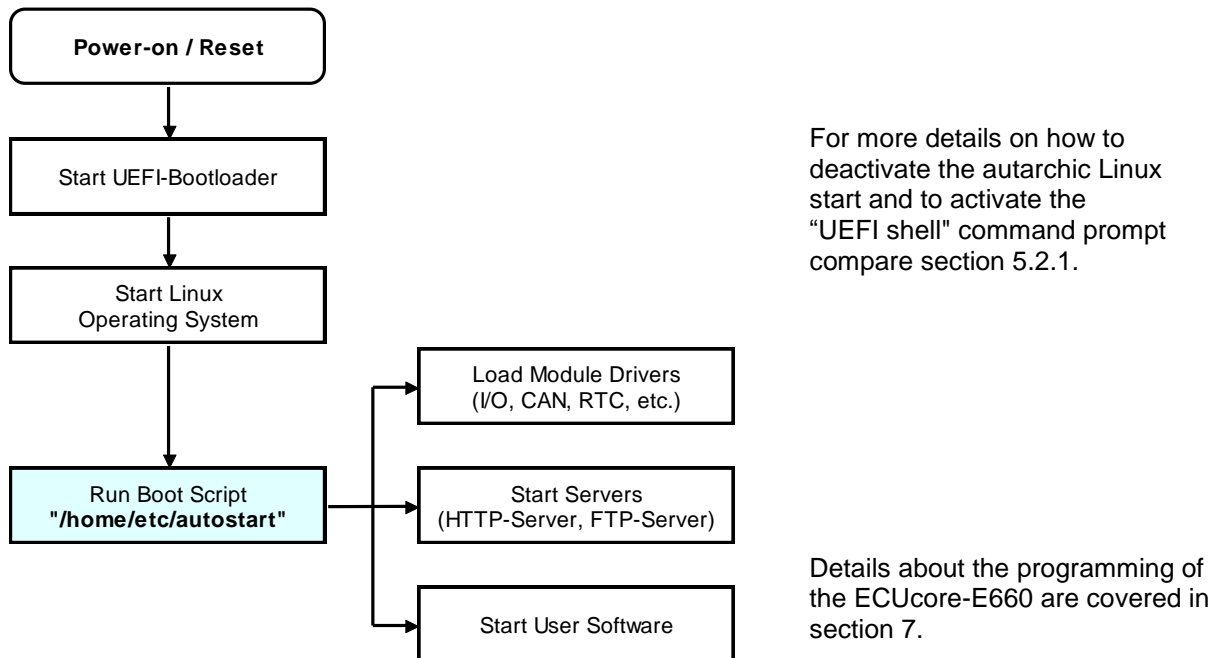 Power-on / Reset
Start UEFI-Bootloader
For more details on how to
deactivate the autarchic Linux
start and to activate the
“UEFI shell" command prompt
compare section 5.2.1.
Start Linux
Operating System
Load Module Drivers
(I/O, CAN, RTC, etc.)
Run Boot Script
"/home/etc/autostart"
Start Servers
(HTTP-Server, FTP-Server)
Start User Software
Details about the programming of
the ECUcore-E660 are covered in
section 7.